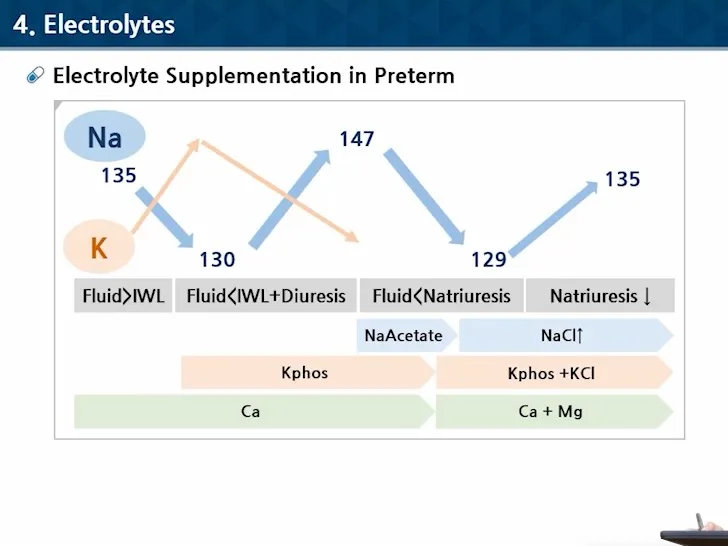 4. Electrolytes
Electrolyte Supplementation in Preterm
Na
147
135
135
K
130
129
Fluid>IWL
Fluid<IWL+Diuresis
Fluid<Natriuresis
Natriuresis ↓
NaAcetate
NaCl↑
Kphos
Kphos +KCl
Ca
Ca + Mg